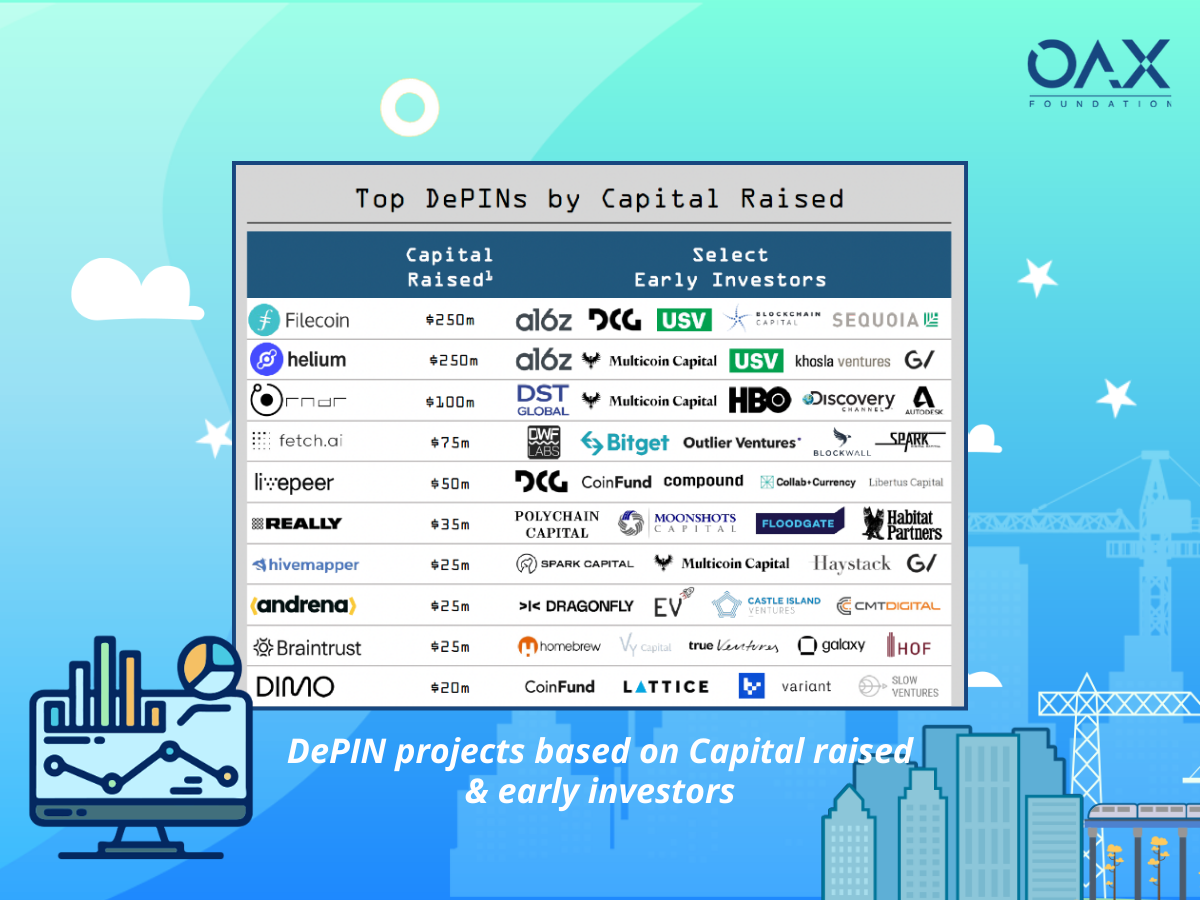 OAX
FOUNDATION
Top DePINs by Capital Raised
Capital Raised¹
Select Early Investors
Filecoin $250m a16z DCG USV BLOCKCHAIN CAPITAL SEQUOIA
helium $250m a16z Multicoin Capital USV khosla ventures G/
$100m DST GLOBAL Multicoin Capital HBO Discovery CHANNEL AUTODESK
fetch.ai $75m DWF LABS Bitget Outlier Ventures BLOCKWALL SPARK
livepeer $50m DCG CoinFund compound Collab+Currency Libertus Capital
REALLY $35m POLYCHAIN CAPITAL MOONSHOTS CAPITAL FLOODGATE Habitat Partners
hivemapper $25m SPARK CAPITAL Multicoin Capital Haystack G/
andrena $25m DRAGONFLY EV CASTLE ISLAND VENTURES CMTDIGITAL
Braintrust $25m homebrew Vy Capital true Ventures galaxy HOF
DIMO $20m CoinFund LATTICE variant SLOW VENTURES
DePIN projects based on Capital raised
& early investors